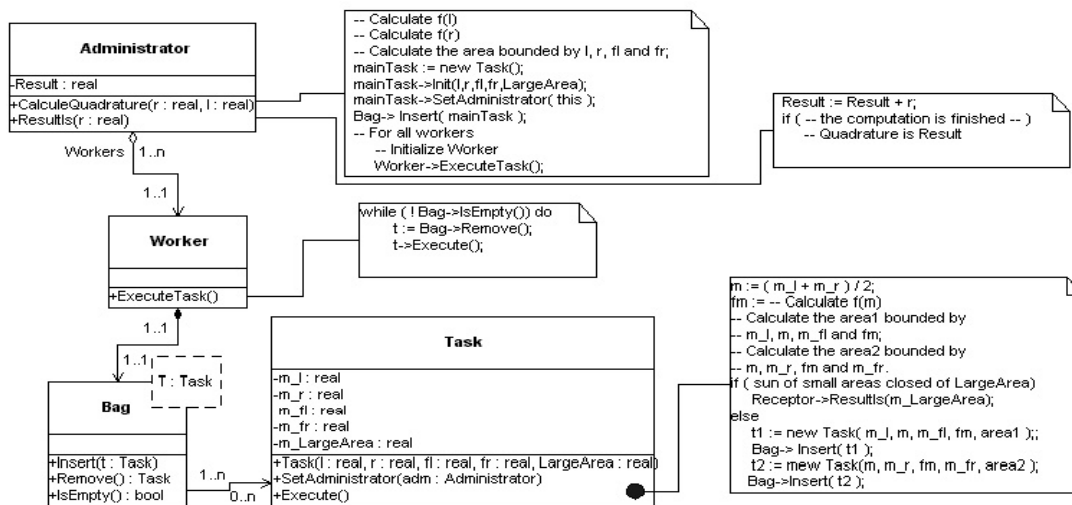 Administrator
-Result : real
+CalculeQuadrature(r : real, l : real)
+ResultIs(r : real)
-- Calculate f(l)
-- Calculate f(r)
-- Calculate the area bounded by l, r, fl and fr;
mainTask := new Task();
mainTask->Init(l,r,fl,fr,LargeArea);
mainTask->SetAdministrator( this );
Bag-> Insert( mainTask );
-- For all workers
-- Initialize Worker
Worker->ExecuteTask();
Result := Result + r;
if ( -- the computation is finished -- )
-- Quadrature is Result
Workers
1..n
1..1
Worker
+ExecuteTask()
while ( ! Bag->IsEmpty()) do
t := Bag->Remove();
t->Execute();
1..1
1..1
T : Task
Bag
+Insert(t : Task)
+Remove() : Task
+IsEmpty() : bool
1..n
0..n
Task
-m_l : real
-m_r : real
-m_fl : real
-m_fr : real
-m_LargeArea : real
+Task(l : real, r : real, fl : real, fr : real, LargeArea : real)
+SetAdministrator(adm : Administrator)
+Execute()
m := ( m_l + m_r ) / 2;
fm := -- Calculate f(m)
-- Calculate the area1 bounded by
-- m_l, m, m_fl and fm;
-- Calculate the area2 bounded by
-- m, m_r, fm and m_fr.
if ( sun of small areas closed of LargeArea)
Receptor->ResultIs(m_LargeArea);
else
t1 := new Task( m_l, m, m_fl, fm, area1 );;
Bag-> Insert( t1 );
t2 := mew Task(m, m_r, fm, m_fr, area2 );
Bag->Insert( t2 );